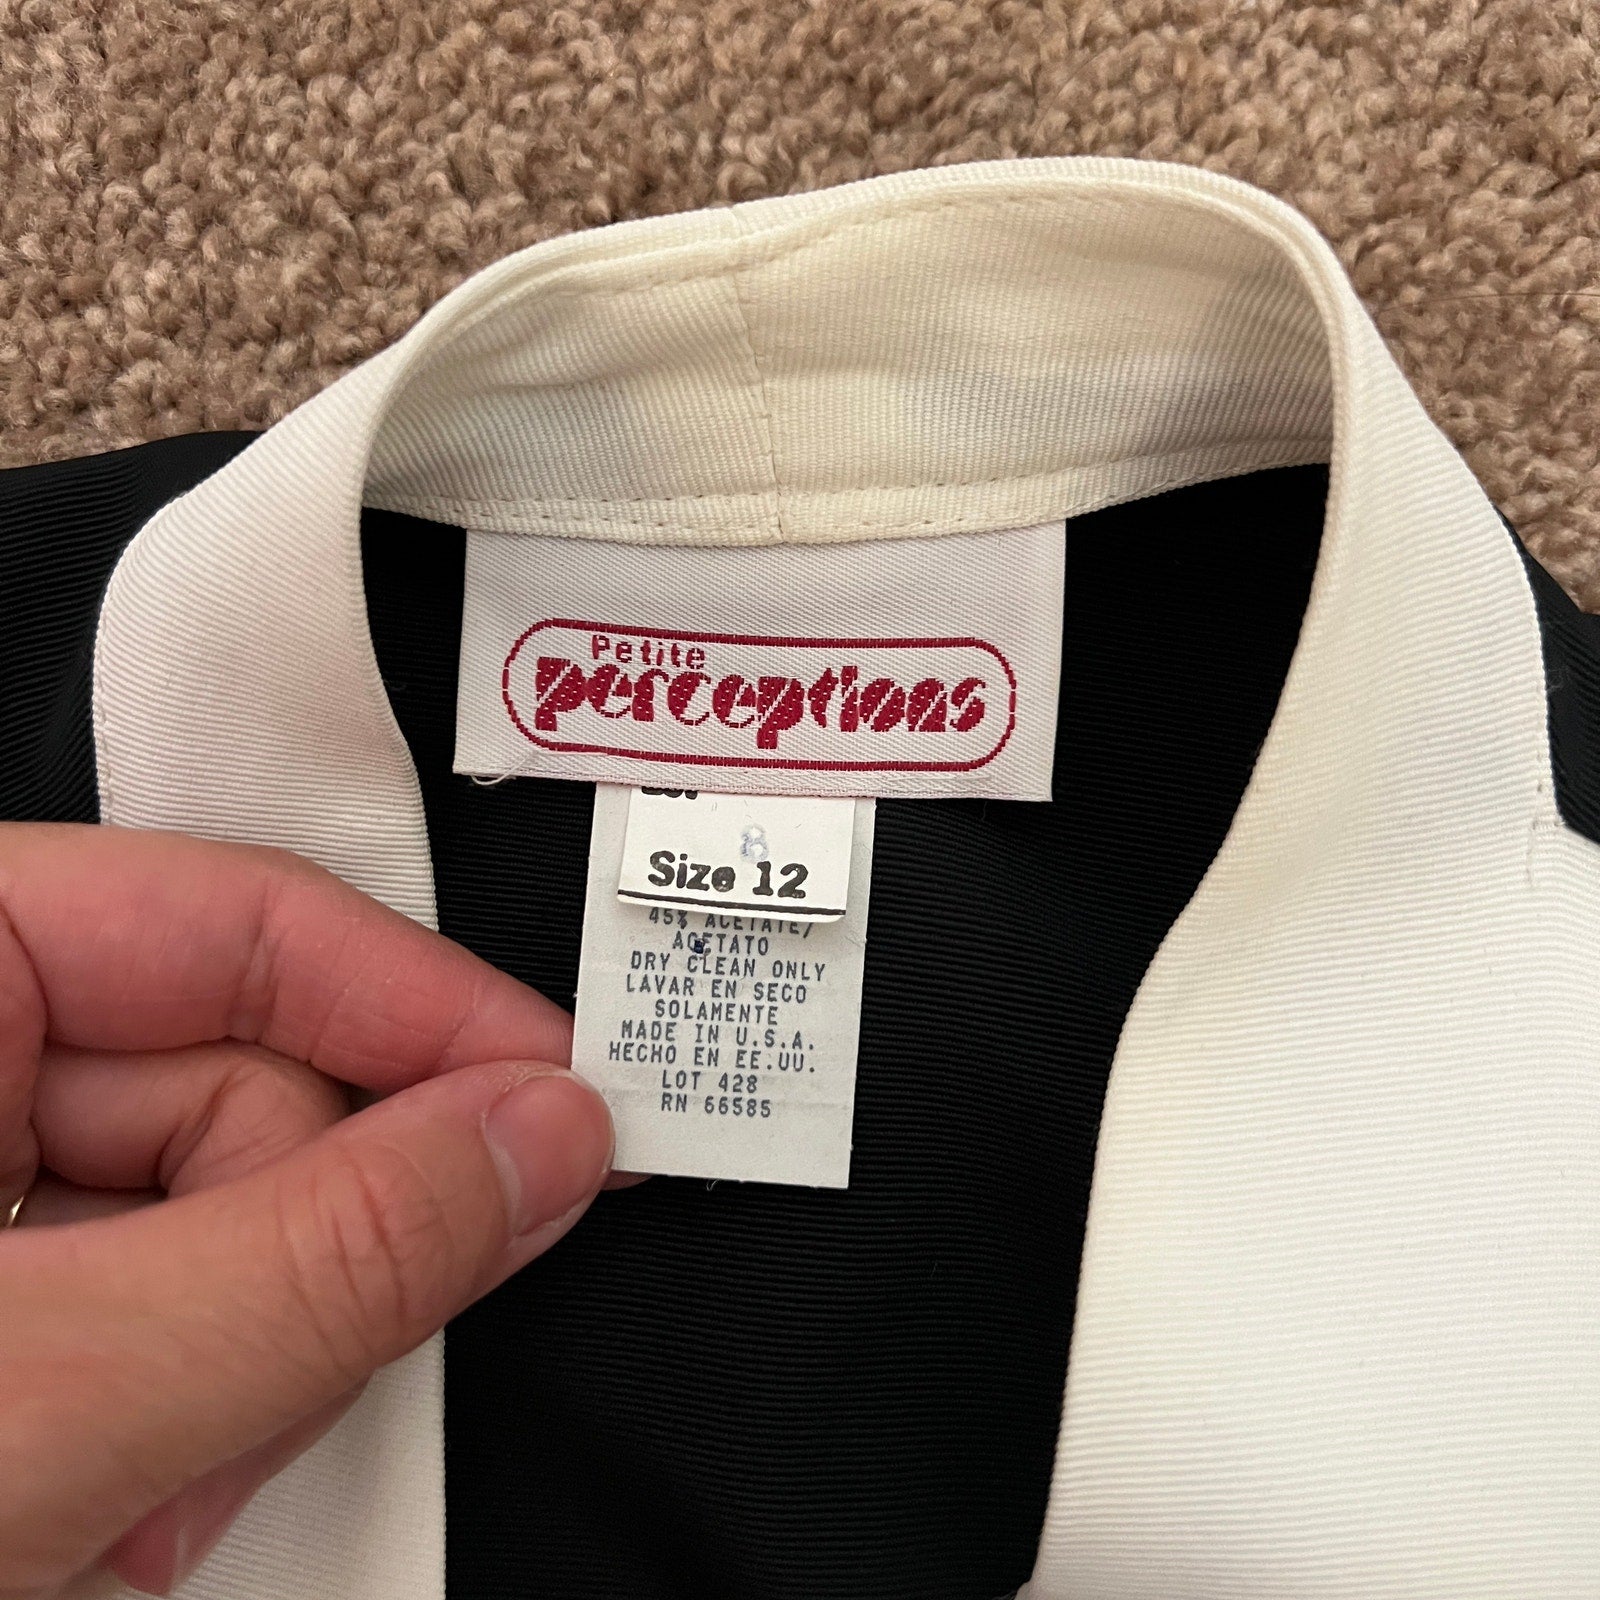 Petite
perceptions
8
Size 12
45% ACETATE/
ACETATO
DRY CLEAN ONLY
LAVAR EN SECO
SOLAMENTE
MADE IN U.S.A.
HECHO EN EE.UU.
LOT 428
RN 66585